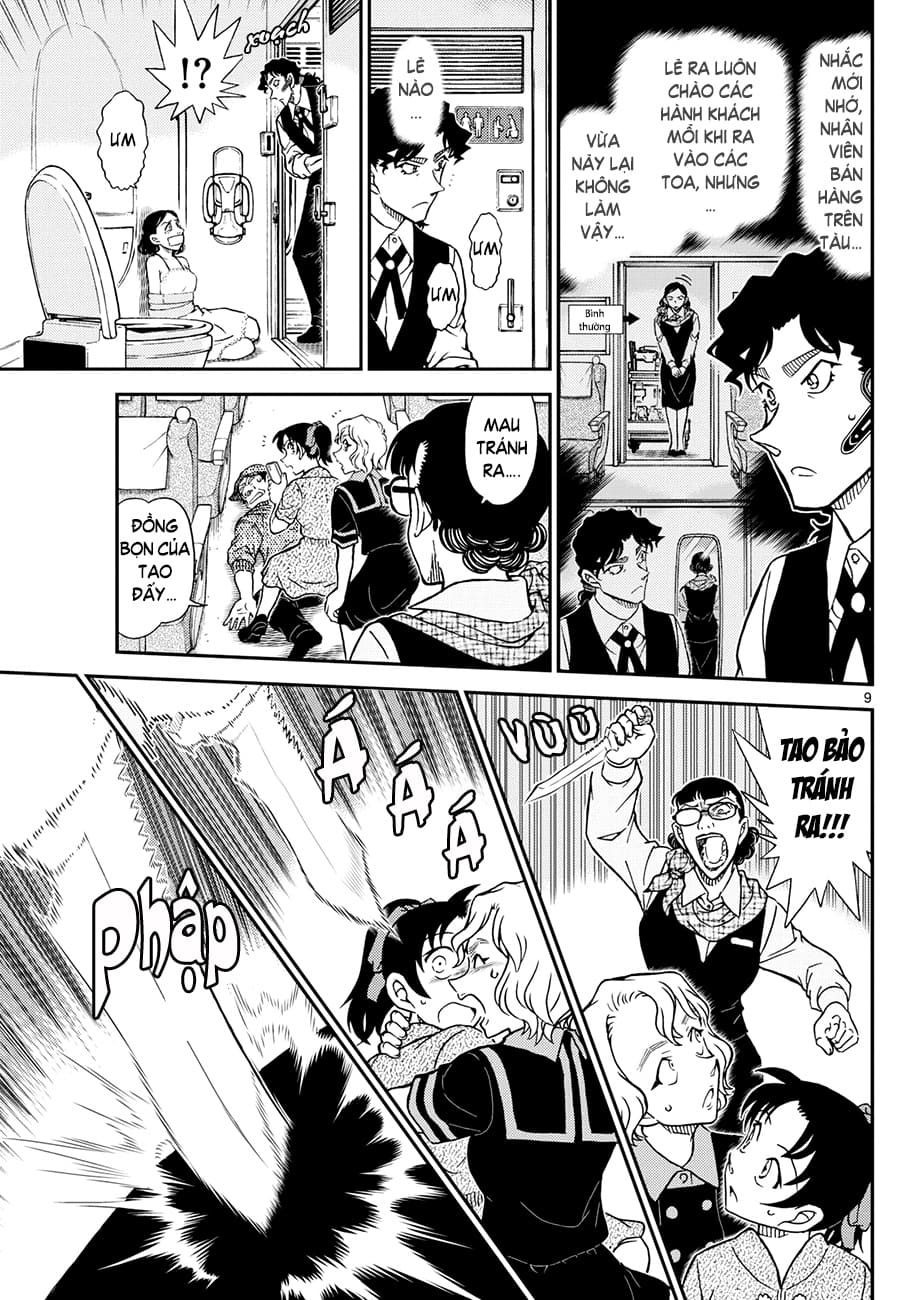 NHẮC
MỚI
NHỚ,
NHÂN
VIÊN
BÁN
HÀNG
TRÊN
TÀU...
LẼ RA LUÔN
CHÀO CÁC
HÀNH KHÁCH
MỖI KHI RA
VÀO CÁC
TOA, NHƯNG
...
VỪA
NÃY LẠI
KHÔNG
LÀM
VẬY...
Bình
thường
LẼ
NÀO
...
ƯM
ƯM
xoạch
!?
ƯM
ƯM
MAU
TRÁNH
RA....
ĐỒNG
BỌN CỦA
TAO
ĐẤY...
9
TAO BẢO
TRÁNH
RA!!!
VÙÙ
Á
Á
Á
PHẬP